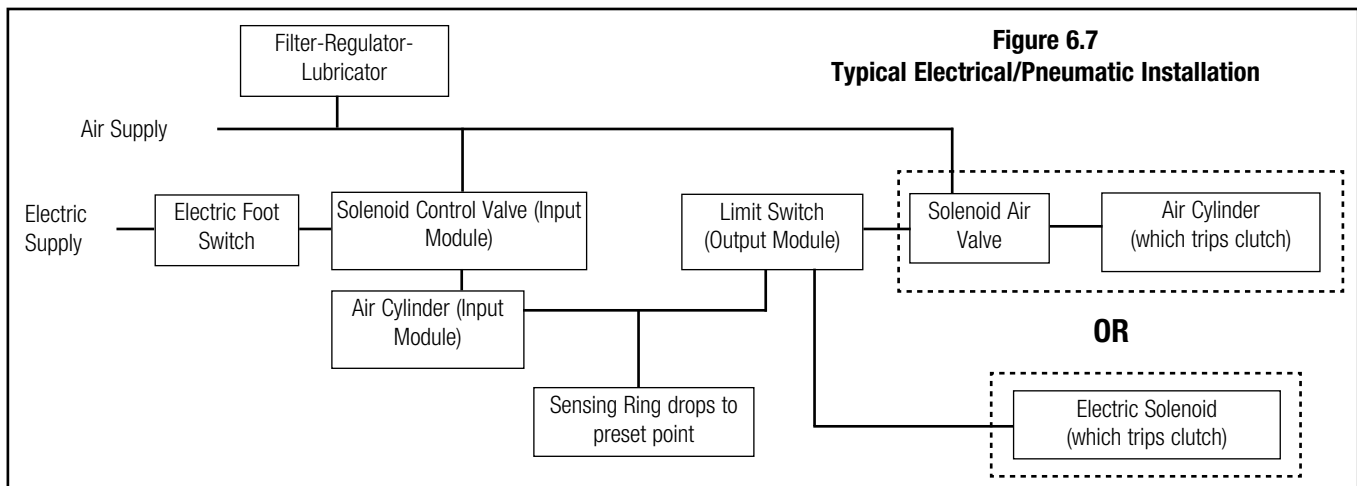 Figure 6.7
Typical Electrical/Pneumatic Installation
Filter-Regulator-
Lubricator
Air Supply
Electric
Supply
Electric Foot
Switch
Solenoid Control Valve (Input
Module)
Limit Switch
(Output Module)
Solenoid Air
Valve
Air Cylinder
(which trips clutch)
Air Cylinder (Input
Module)
OR
Sensing Ring drops to
preset point
Electric Solenoid
(which trips clutch)